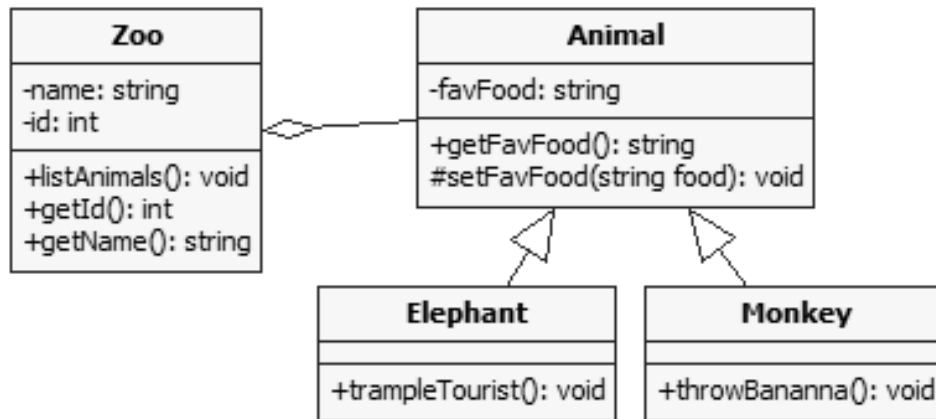 Zoo
-name: string
-id: int
+listAnimals(): void
+getId(): int
+getName(): string
Animal
-favFood: string
+getFavFood(): string
#setFavFood(string food): void
Elephant
+trampleTourist(): void
Monkey
+throwBananna(): void